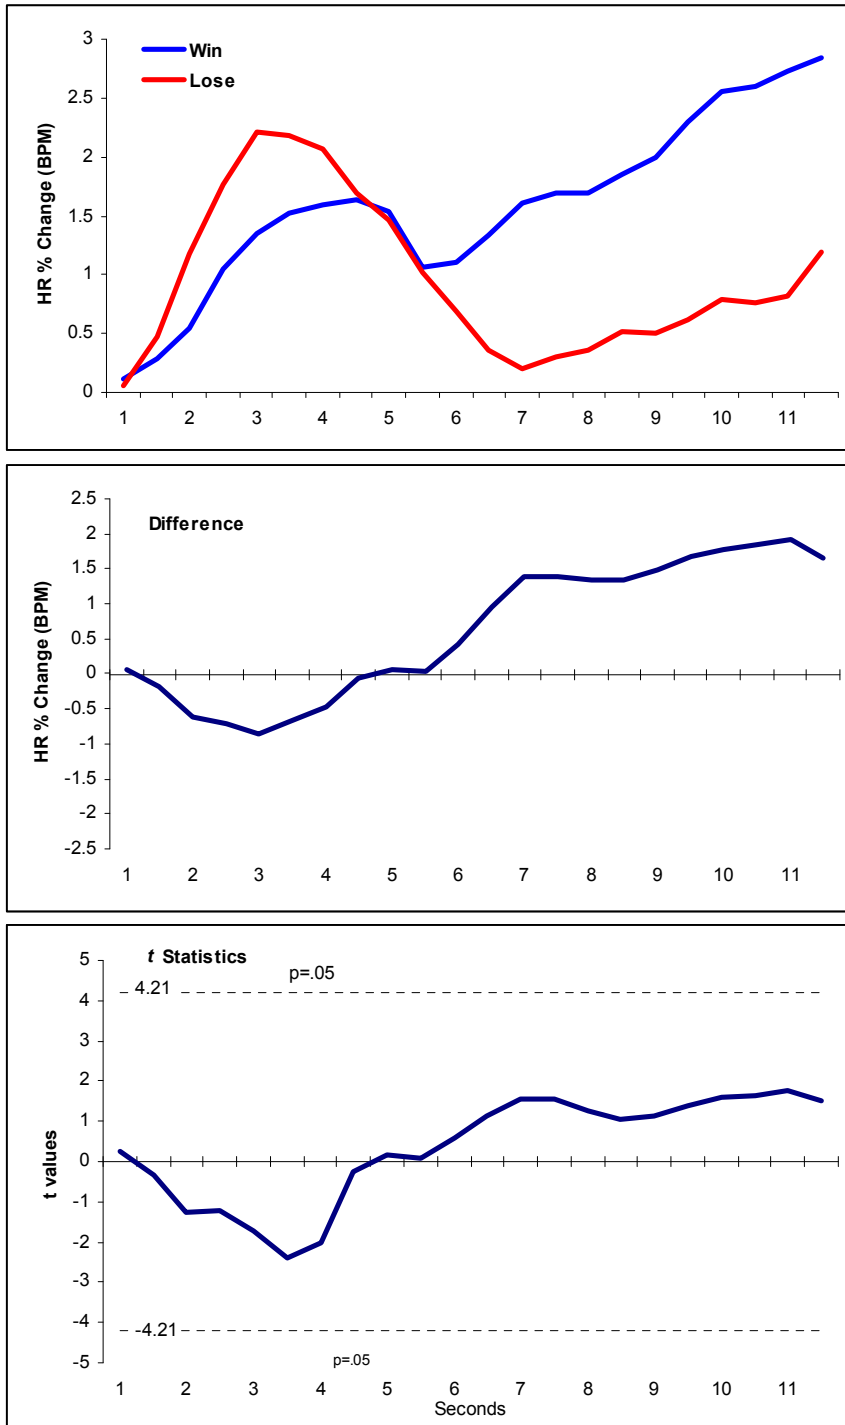 3
2.5
2
1.5
1
0.5
0
Win
Lose
HR % Change (BPM)
1 2 3 4 5 6 7 8 9 10 11
2.5
2
1.5
1
0.5
0
-0.5
-1
-1.5
-2
-2.5
Difference
HR % Change (BPM)
1 2 3 4 5 6 7 8 9 10 11
t Statistics
p=.05
5
4
3
2
1
0
-1
-2
-3
-4
-5
4.21
t values
-4.21
p=.05
1 2 3 4 5 6 7 8 9 10 11
Seconds